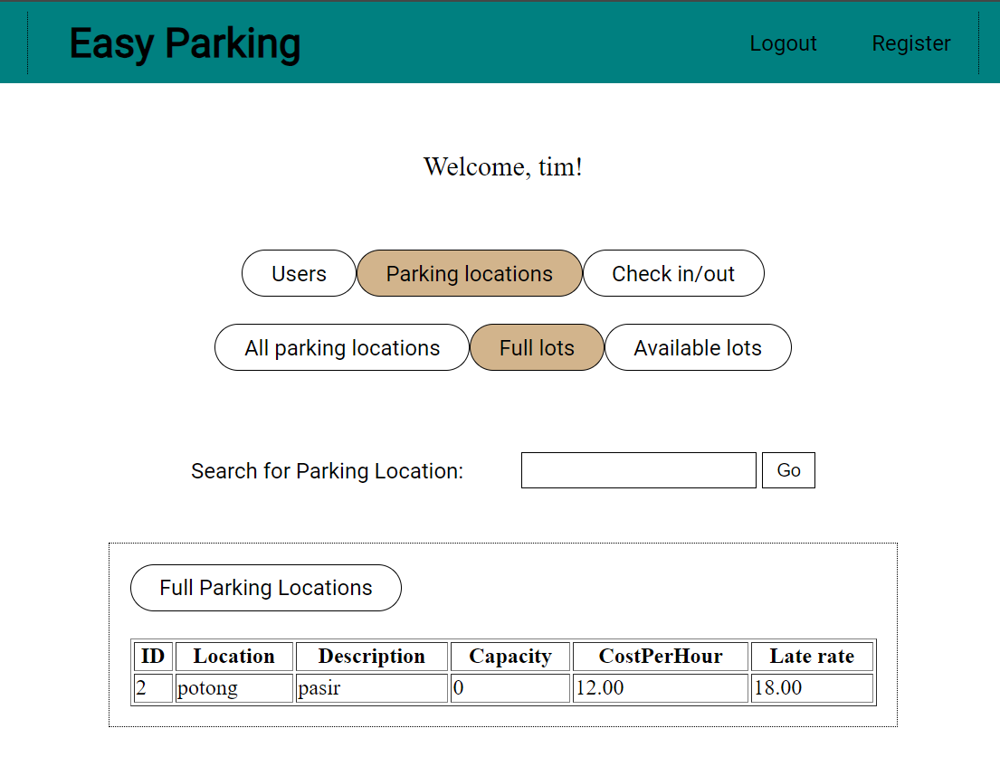 Easy Parking Logout Register
Welcome, tim!
Users Parking locations Check in/out
All parking locations Full lots Available lots
Search for Parking Location: Go
Full Parking Locations
ID Location Description Capacity CostPerHour Late rate
2 potong pasir 0 12.00 18.00